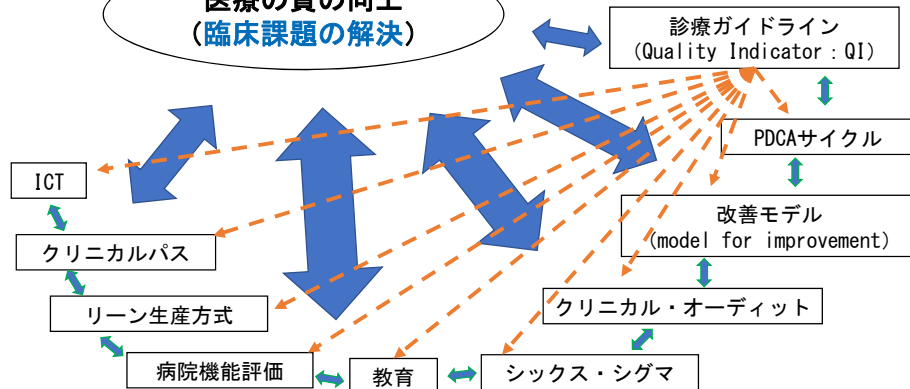 医療の質の向上
(臨床課題の解決)
診療ガイドライン
(Quality Indicator：QI)
PDCAサイクル
ICT
改善モデル
(model for improvement)
クリニカルパス
クリニカル・オーディット
リーン生産方式
病院機能評価
教育
シックス・シグマ